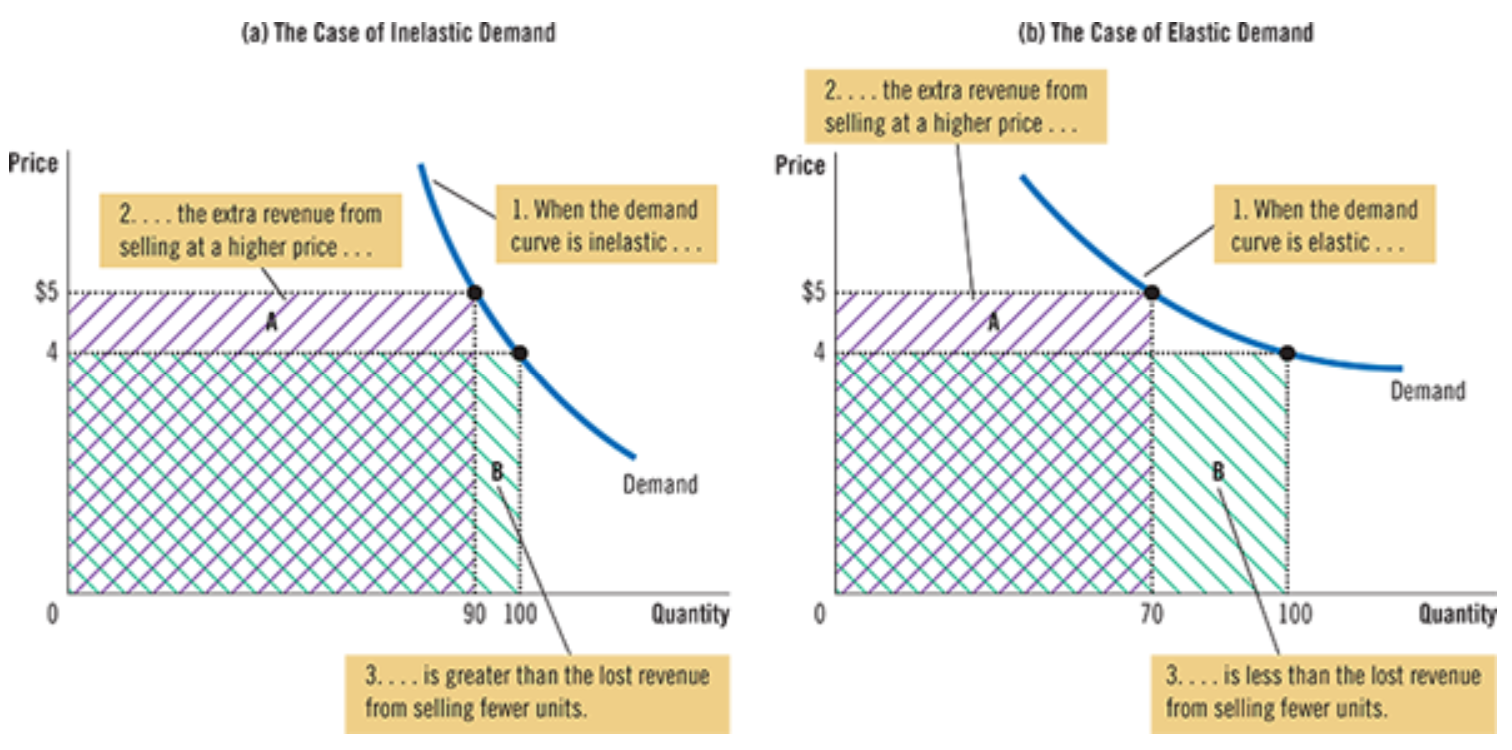 (a) The Case of Inelastic Demand
Price
2. . . . the extra revenue from
selling at a higher price . . .
1. When the demand
curve is inelastic . . .
$5
A
4
B
Demand
0
90
100
Quantity
3. . . . is greater than the lost revenue
from selling fewer units.
(b) The Case of Elastic Demand
2. . . . the extra revenue from
selling at a higher price . . .
Price
1. When the demand
curve is elastic . . .
$5
A
4
Demand
B
0
70
100
Quantity
3. . . . is less than the lost revenue
from selling fewer units.